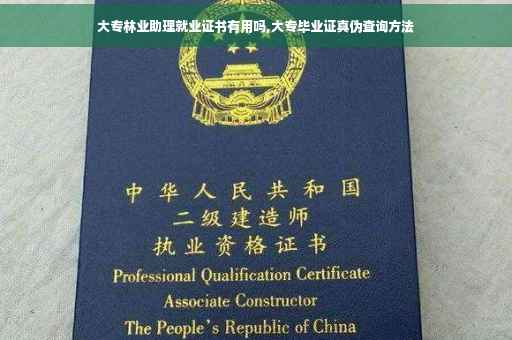 大专林业助理就业证书有用吗,大专毕业证真伪查询方法
中华人民共和国
二级建造师
执业资格证书
Professional Qualification Certificate
Associate Constructor
The People's Republic of China